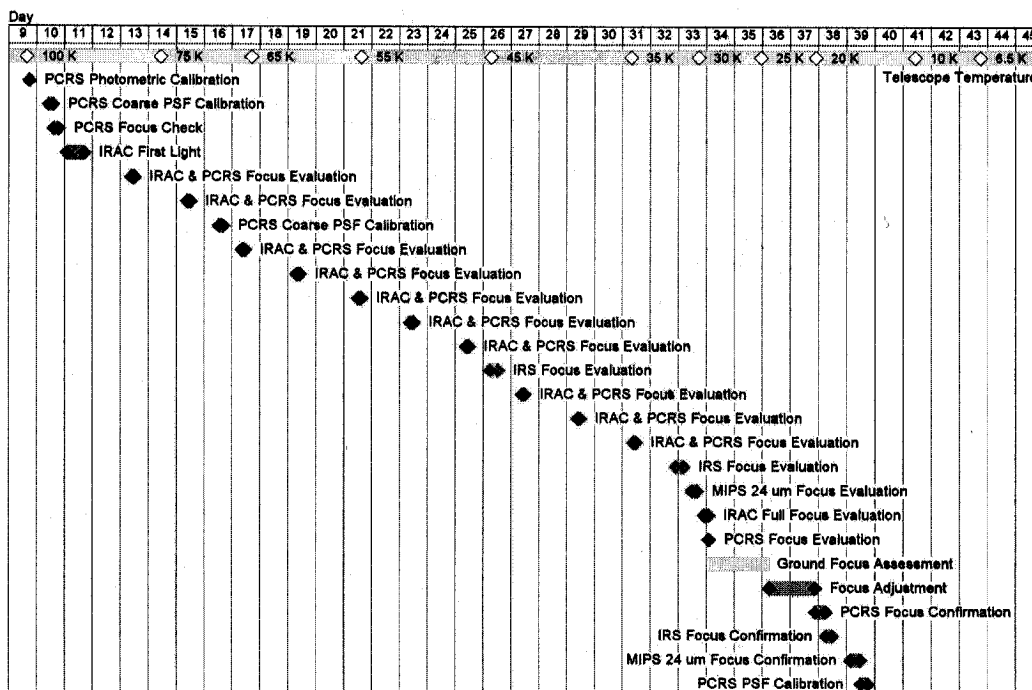 Day
9 10 11 13 14 15 16 17 18 19 21 22 23 24 25 26 27 28 29 30 31 32 33 34 35 36 37 38 39 40 41 42 43 44 45
100 K 75 K 65 K 55 K 45 K 35 K 30 K 25 K 20 K 10 K 6.5 K
PCRS Photometric Calibration Telescope Temperature
PCRS Coarse PSF Calibration
PCRS Focus Check
IRAC First Light
IRAC & PCRS Focus Evaluation
IRAC & PCRS Focus Evaluation
PCRS Coarse PSF Calibration
IRAC & PCRS Focus Evaluation
IRAC & PCRS Focus Evaluation
IRAC & PCRS Focus Evaluation
IRAC & PCRS Focus Evaluation
IRAC & PCRS Focus Evaluation
IRS Focus Evaluation
IRAC & PCRS Focus Evaluation
IRAC & PCRS Focus Evaluation
IRAC & PCRS Focus Evaluation
IRS Focus Evaluation
MIPS 24 um Focus Evaluation
IRAC Full Focus Evaluation
PCRS Focus Evaluation
Ground Focus Assessment
Focus Adjustment
PCRS Focus Confirmation
IRS Focus Confirmation
MIPS 24 um Focus Confirmation
PCRS PSF Calibration